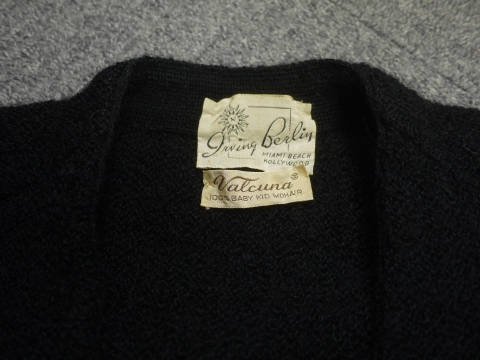 Irving Berlin
MIAMI BEACH
HOLLYWOOD
Valcuna®
100% BABY KID MOHAIR